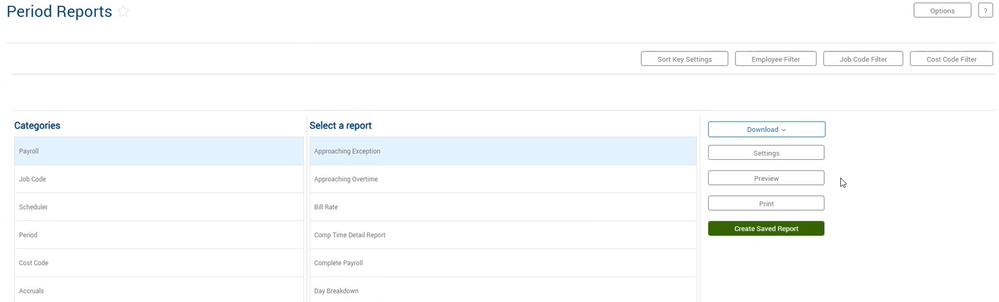 Period Reports
Options
?
Sort Key Settings
Employee Filter
Job Code Filter
Cost Code Filter
Categories
Payroll
Job Code
Scheduler
Period
Cost Code
Accruals
Select a report
Approaching Exception
Approaching Overtime
Bill Rate
Comp Time Detail Report
Complete Payroll
Day Breakdown
Download
Settings
Preview
Print
Create Saved Report